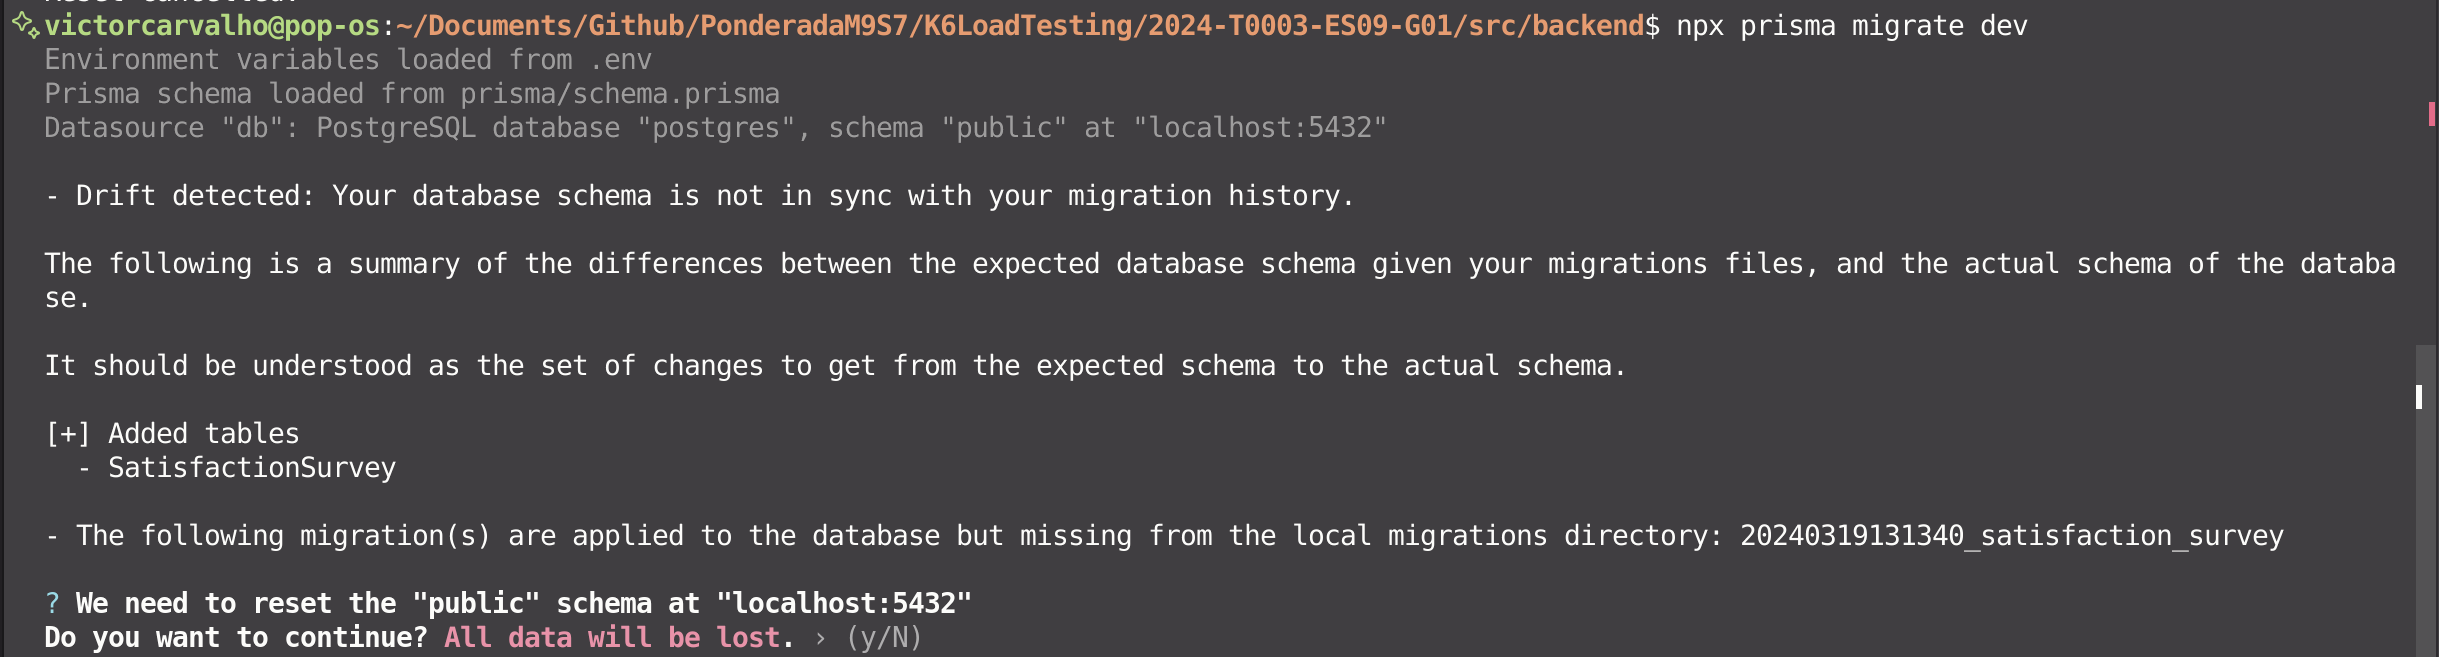 Reset cancelled.
victorcarvalho@pop-os:~/Documents/Github/PonderadaM9S7/K6LoadTesting/2024-T0003-ES09-G01/src/backend$ npx prisma migrate dev
Environment variables loaded from .env
Prisma schema loaded from prisma/schema.prisma
Datasource "db": PostgreSQL database "postgres", schema "public" at "localhost:5432"
- Drift detected: Your database schema is not in sync with your migration history.
The following is a summary of the differences between the expected database schema given your migrations files, and the actual schema of the databa
se.
It should be understood as the set of changes to get from the expected schema to the actual schema.
[+] Added tables
- SatisfactionSurvey
- The following migration(s) are applied to the database but missing from the local migrations directory: 20240319131340_satisfaction_survey
? We need to reset the "public" schema at "localhost:5432"
Do you want to continue? All data will be lost. › (y/N)